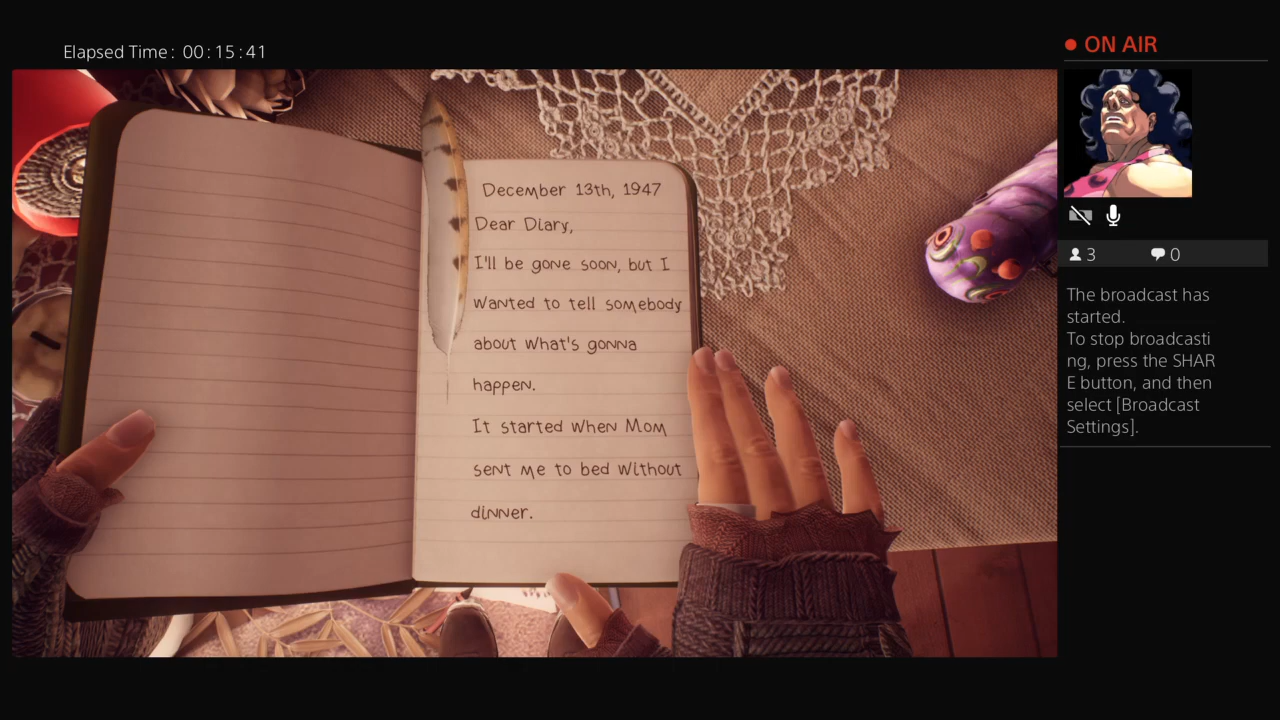 Elapsed Time: 00:15:41
ON AIR
December 13th, 1947
Dear Diary,
I'll be gone soon, but I
wanted to tell somebody
about what's gonna
happen.
It started when Mom
sent me to bed without
dinner.
3
0
The broadcast has
started.
To stop broadcasti
ng, press the SHAR
E button, and then
select [Broadcast
Settings].